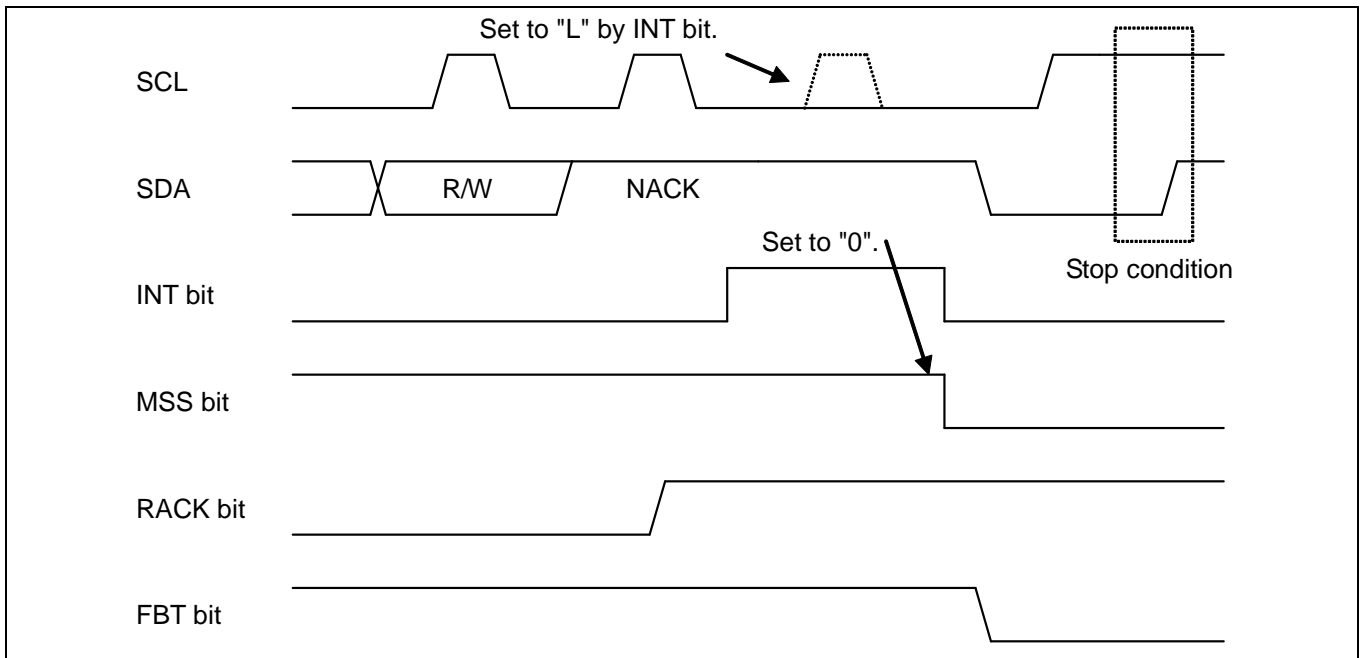 Set to "L" by INT bit.
SCL
SDA
R/W
NACK
Set to "0".
Stop condition
INT bit
MSS bit
RACK bit
FBT bit